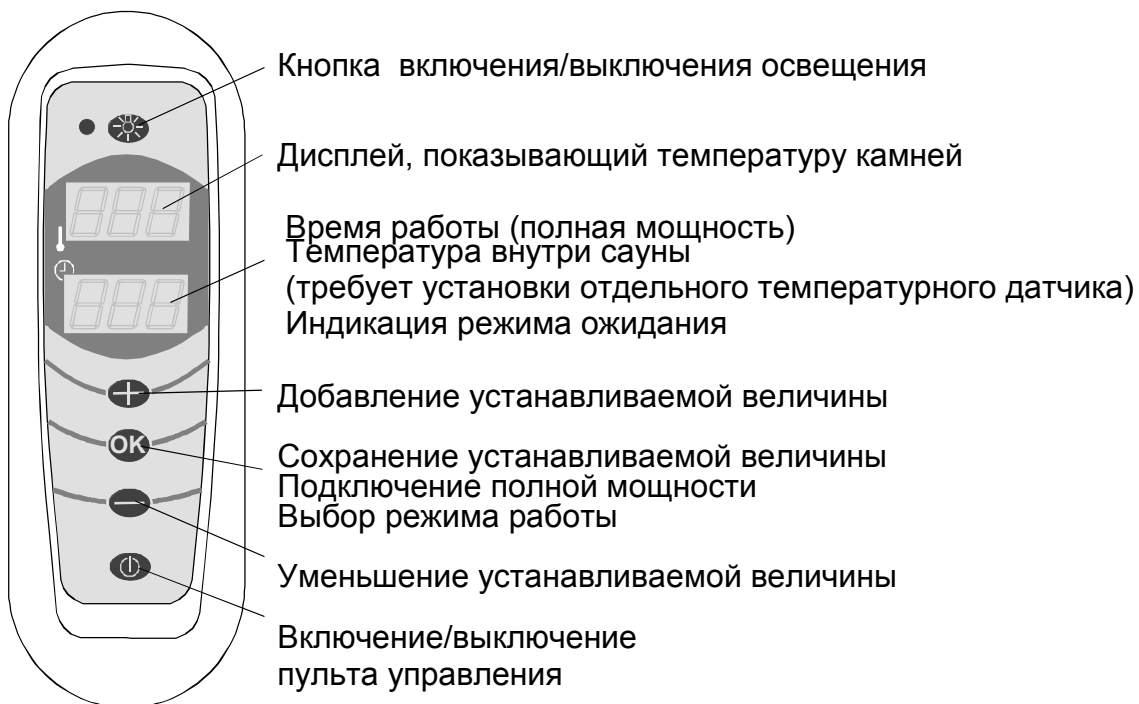 Кнопка включения/выключения освещения
Дисплей, показывающий температуру камней
888
Время работы (полная мощность)
Температура внутри сауны
(требует установки отдельного температурного датчика)
888
Индикация режима ожидания
Добавление устанавливаемой величины
OK
Сохранение устанавливаемой величины
Подключение полной мощности
Выбор режима работы
Уменьшение устанавливаемой величины
Включение/выключение
пульта управления